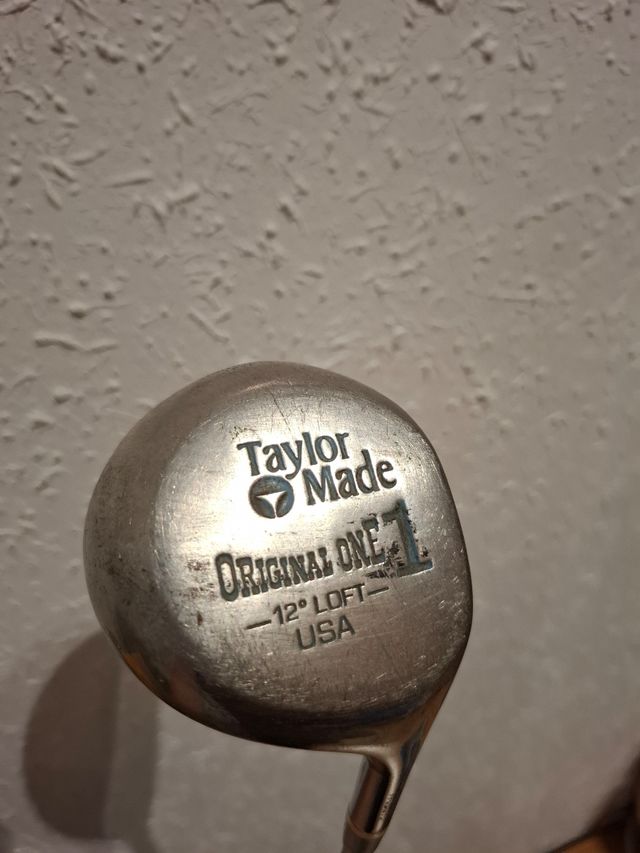 Taylor
Made
ORIGINAL ONE 1
—12° LOFT—
USA